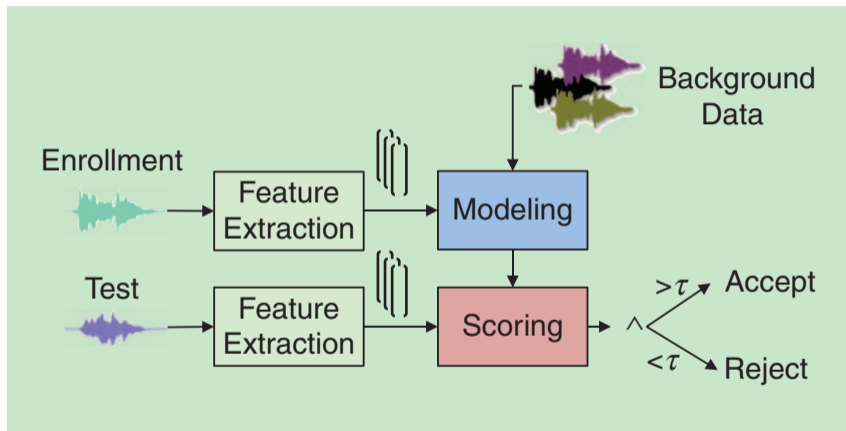 Background
Data
Enrollment
Feature
Extraction
Modeling
Test
Feature
Extraction
Scoring
Λ
>τ
Accept
<τ
Reject